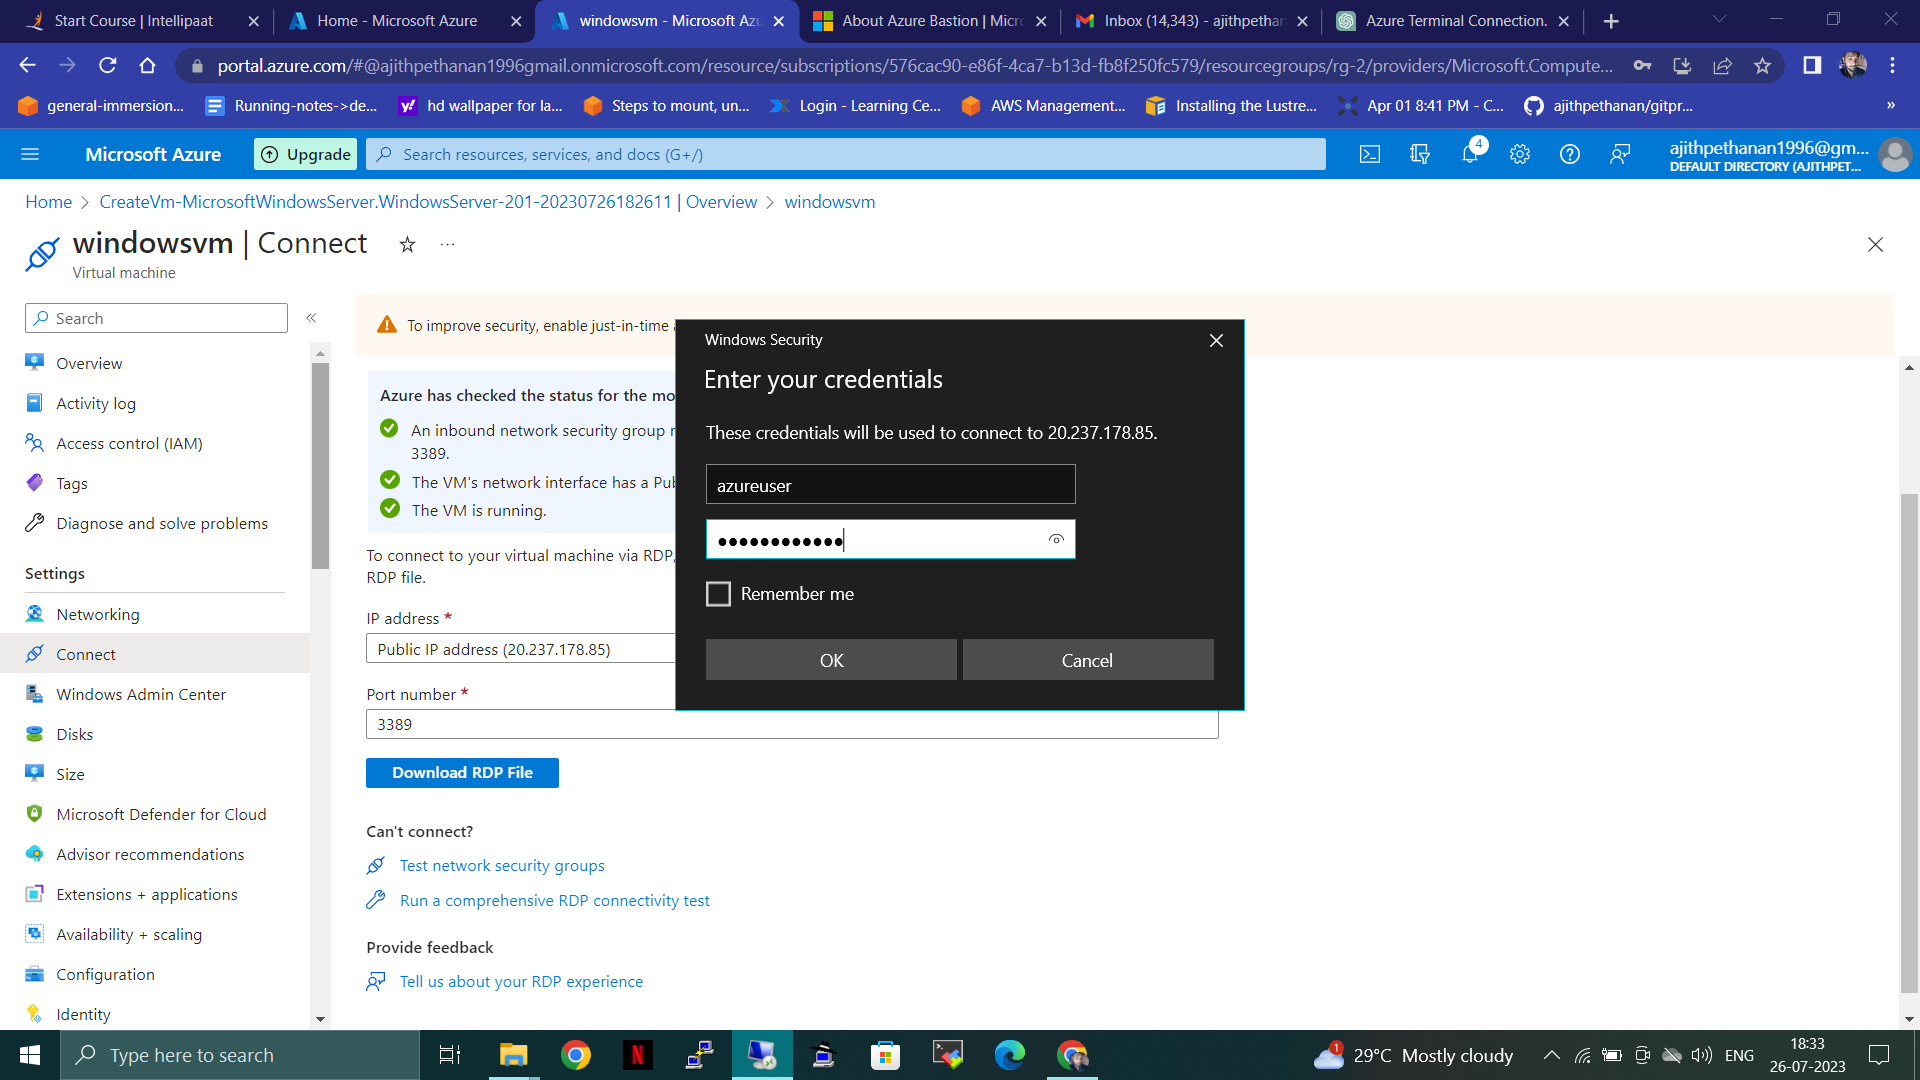 Start Course | Intellipaat
Home - Microsoft Azure
windowsvm - Microsoft Azu
About Azure Bastion | Micro
Inbox (14,343) - ajithpethan
Azure Terminal Connection.
portal.azure.com/#@ajithpethanan1996gmail.onmicrosoft.com/resource/subscriptions/576cac90-e86f-4ca7-b13d-fb8f250fc579/resourcegroups/rg-2/providers/Microsoft.Compute...
general-immersion...
Running-notes->de...
hd wallpaper for la...
Steps to mount, un...
Login - Learning Ce...
AWS Management...
Installing the Lustre...
Apr 01 8:41 PM - C...
ajithpethanan/gitpr...
»
Microsoft Azure
Upgrade
Search resources, services, and docs (G+/)
4
ajithpethanan1996@gm...
DEFAULT DIRECTORY (AJITHPET...
Home > CreateVm-MicrosoftWindowsServer.WindowsServer-201-20230726182611 | Overview > windowsvm
windowsvm | Connect
Virtual machine
Search
«
Overview
Activity log
Access control (IAM)
Tags
Diagnose and solve problems
Settings
Networking
Connect
Windows Admin Center
Disks
Size
Microsoft Defender for Cloud
Advisor recommendations
Extensions + applications
Availability + scaling
Configuration
Identity
To improve security, enable just-in-time
Azure has checked the status for the mo
An inbound network security group r
3389.
The VM's network interface has a Pub
The VM is running.
To connect to your virtual machine via RDP,
RDP file.
IP address *
Public IP address (20.237.178.85)
Port number *
3389
Download RDP File
Can't connect?
Test network security groups
Run a comprehensive RDP connectivity test
Provide feedback
Tell us about your RDP experience
Windows Security
Enter your credentials
These credentials will be used to connect to 20.237.178.85.
azureuser
●●●●●●●●●●●●
Remember me
OK
Cancel
Type here to search
1
29°C Mostly cloudy
ENG
18:33
26-07-2023